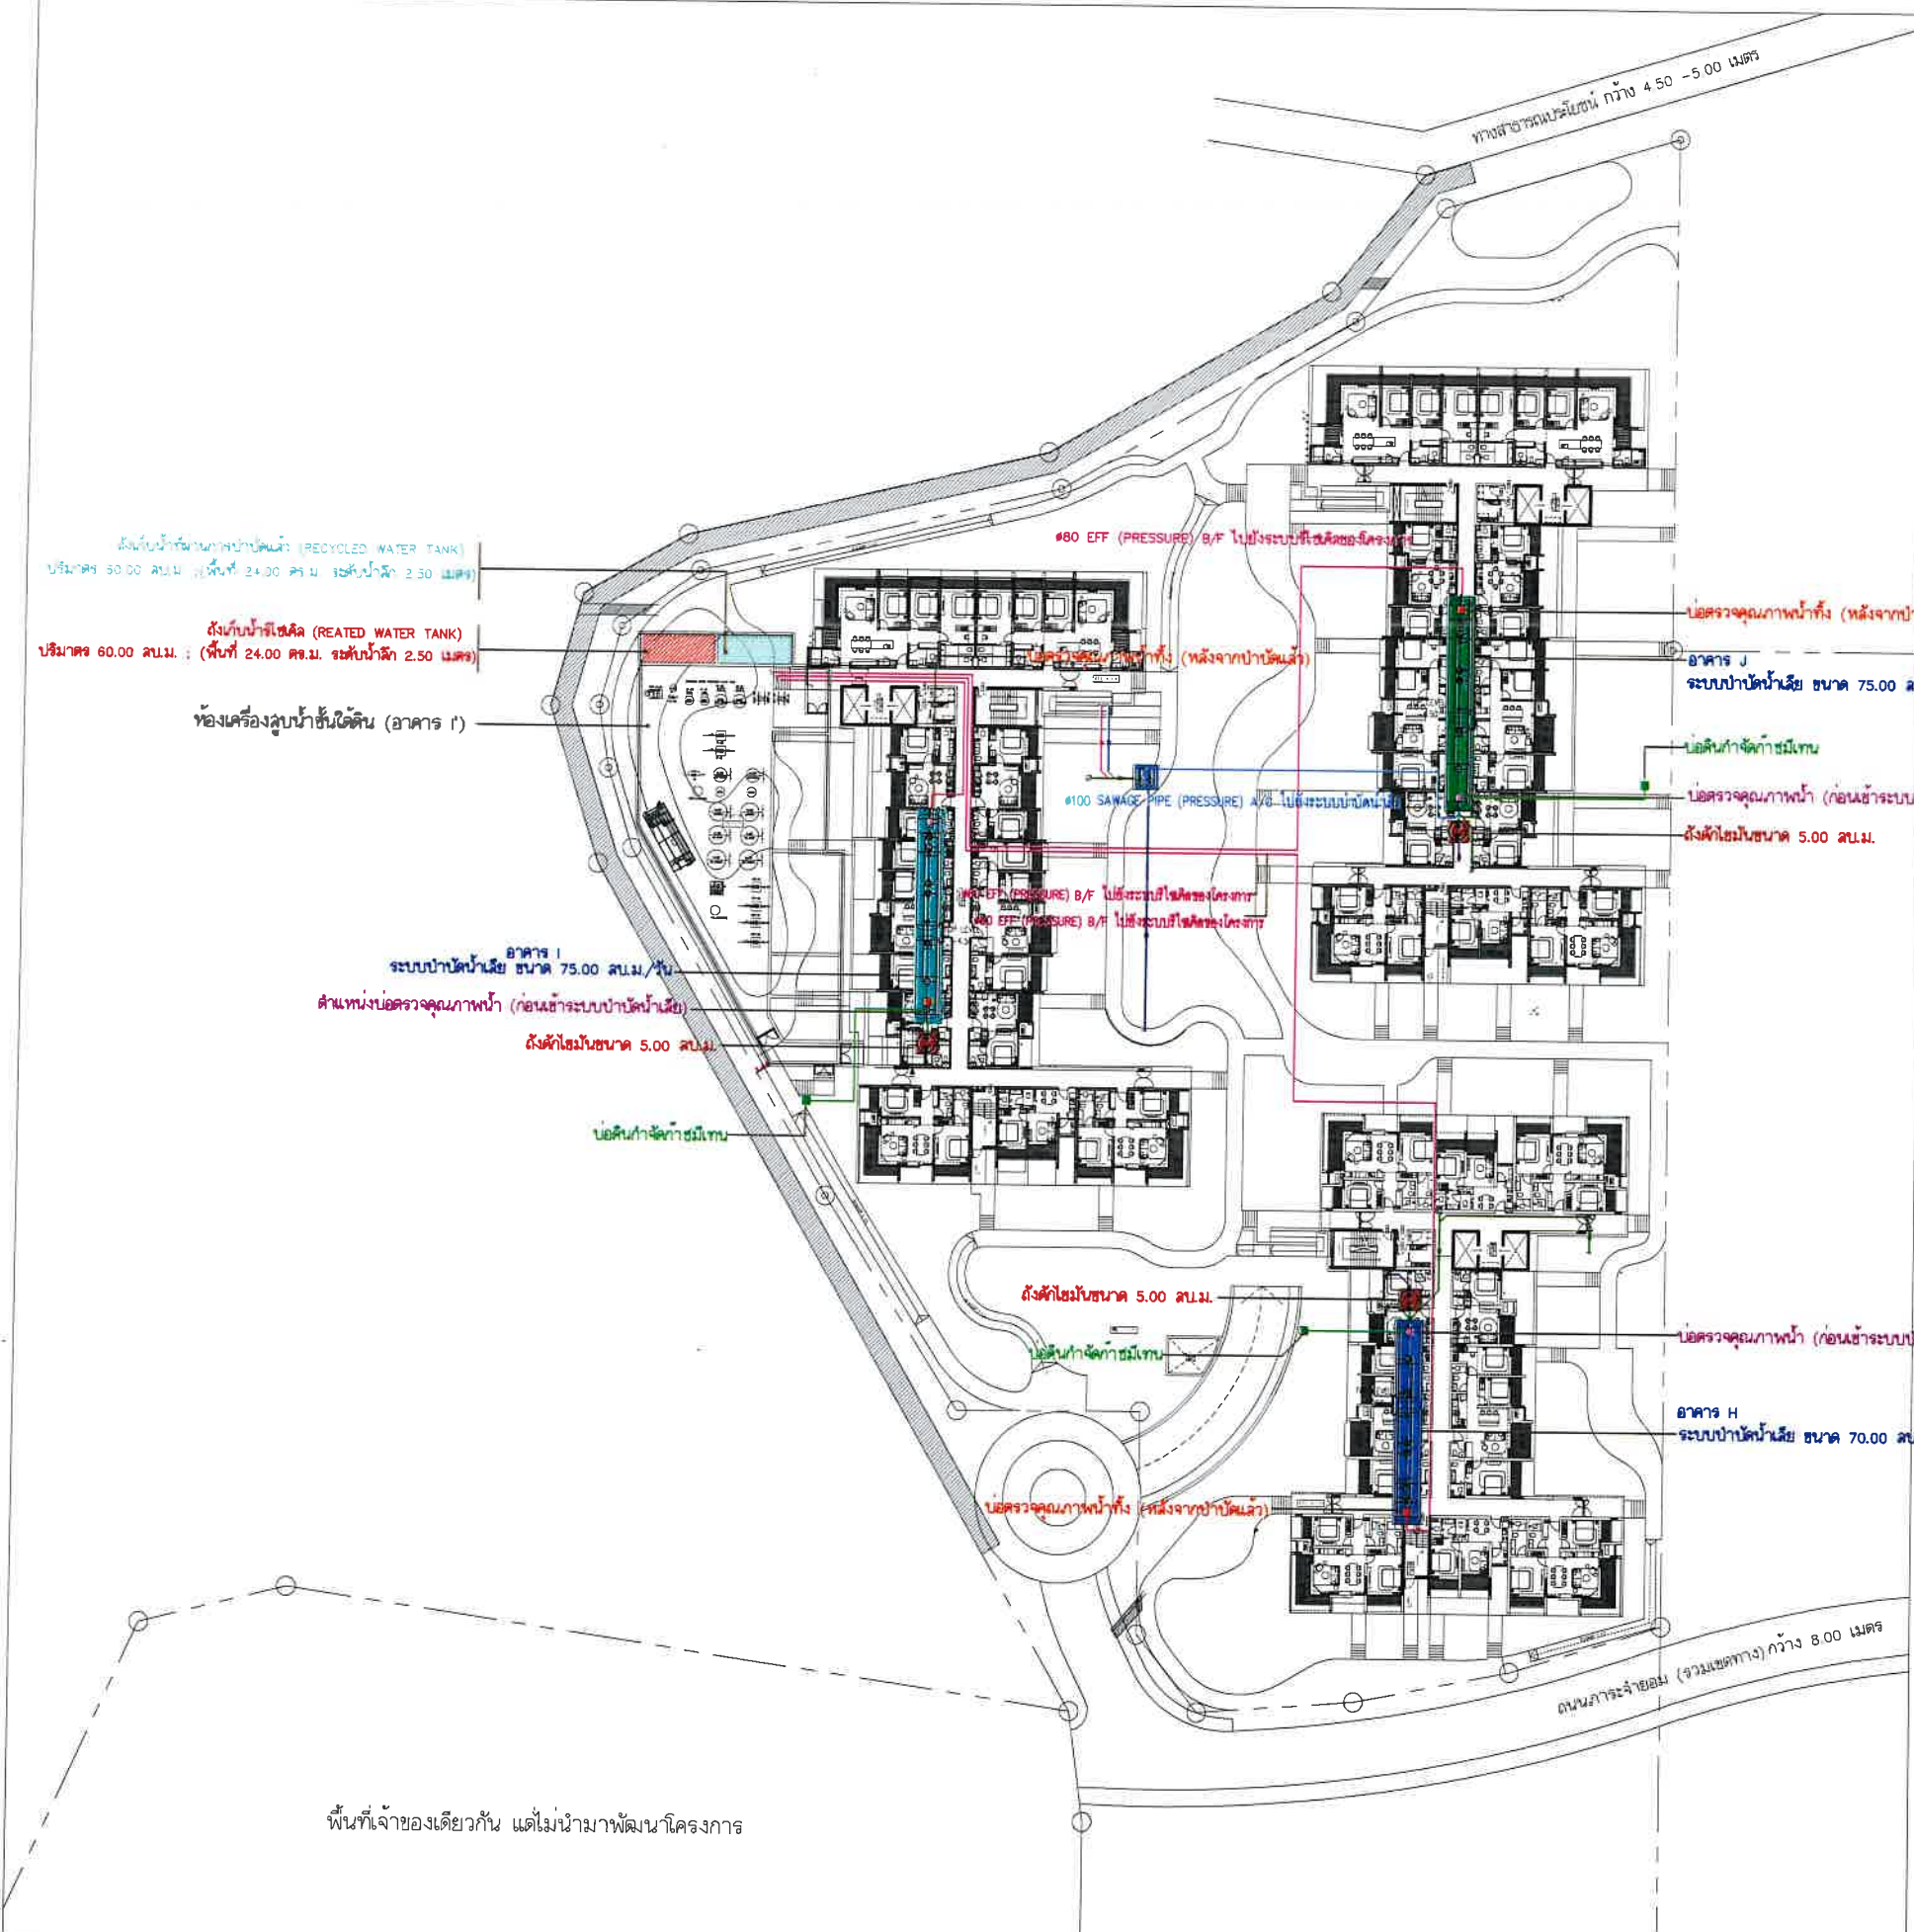 ทางสาธารณประโยชน์ กว้าง 4.50 -5.00 เมตร
ถังเก็บน้ำที่ผ่านการบำบัดแล้ว (RECYCLED WATER TANK)
ปริมาตร 60.00 ลบ.ม. ; (พื้นที่ 24.00 ตร.ม. ระดับน้ำลึก 2.50 เมตร)
ถังเก็บน้ำรีไซเคิล (REATED WATER TANK)
ปริมาตร 60.00 ลบ.ม. ; (พื้นที่ 24.00 ตร.ม. ระดับน้ำลึก 2.50 เมตร)
ห้องเครื่องสูบน้ำชั้นใต้ดิน (อาคาร I')
ø80 EFF (PRESSURE) B/F ไปยังระบบรีไซเคิลของโครงการ
บ่อตรวจคุณภาพน้ำทิ้ง (หลังจากบำบัดแล้ว)
บ่อตรวจคุณภาพน้ำทิ้ง (หลังจากบำ
อาคาร J
ระบบบำบัดน้ำเสีย ขนาด 75.00 ล
บ่อดินกำจัดก๊าซมีเทน
บ่อตรวจคุณภาพน้ำ (ก่อนเข้าระบบ
ถังดักไขมันขนาด 5.00 ลบ.ม.
ø100 SAWAGE PIPE (PRESSURE) A/G ไปยังระบบบำบัดน้ำเสีย
ø80 EFF (PRESSURE) B/F ไปยังระบบรีไซเคิลของโครงการ
ø80 EFF (PRESSURE) B/F ไปยังระบบรีไซเคิลของโครงการ
อาคาร I
ระบบบำบัดน้ำเสีย ขนาด 75.00 ลบ.ม./วัน
ตำแหน่งบ่อตรวจคุณภาพน้ำ (ก่อนเข้าระบบบำบัดน้ำเสีย)
ถังดักไขมันขนาด 5.00 ลบ.ม.
บ่อดินกำจัดก๊าซมีเทน
ถังดักไขมันขนาด 5.00 ลบ.ม.
บ่อดินกำจัดก๊าซมีเทน
บ่อตรวจคุณภาพน้ำ (ก่อนเข้าระบบบ
อาคาร H
ระบบบำบัดน้ำเสีย ขนาด 70.00 ลบ
บ่อตรวจคุณภาพน้ำทิ้ง (หลังจากบำบัดแล้ว)
ถนนภาระจำยอม (รวมเขตทาง) กว้าง 8.00 เมตร
พื้นที่เจ้าของเดียวกัน แต่ไม่นำมาพัฒนาโครงการ